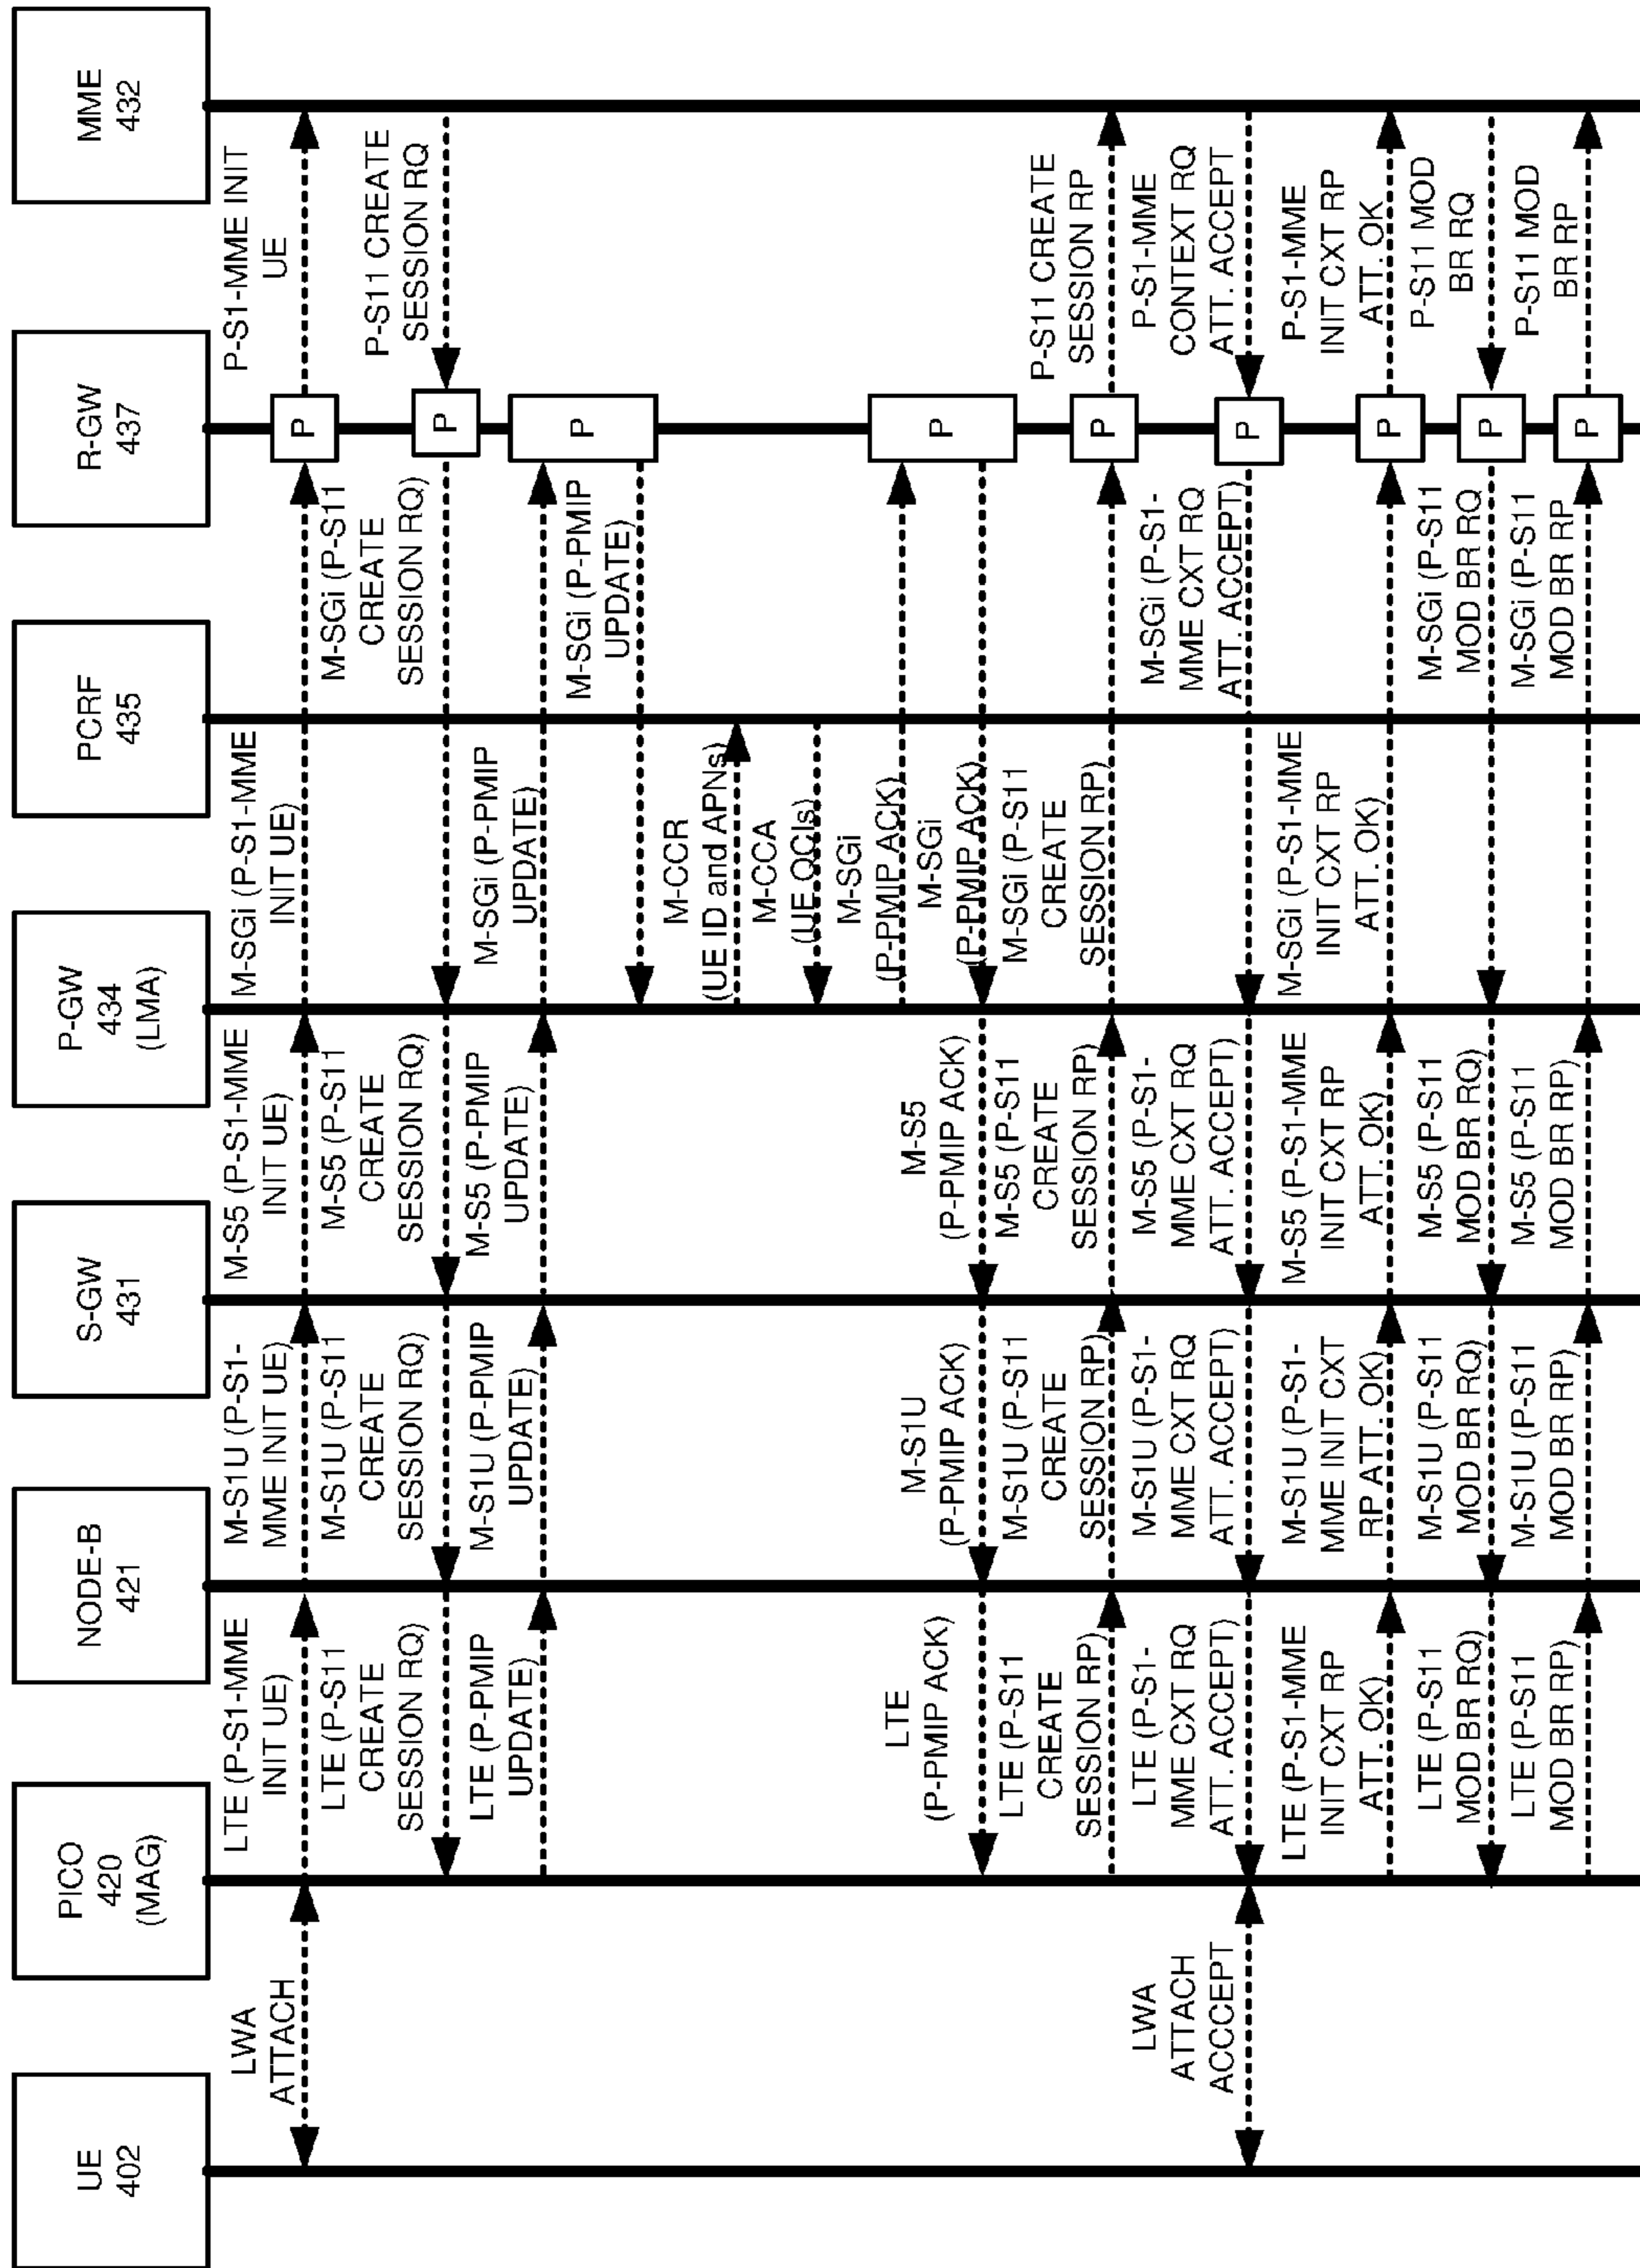 UE
402
PICO
420
(MAG)
NODE-B
421
S-GW
431
P-GW
434
(LMA)
PCRF
435
R-GW
437
MME
432
LWA
ATTACH
LTE (P-S1-MME
INIT UE)
M-S1U (P-S1-
MME INIT UE)
M-S5 (P-S1-MME
INIT UE)
M-SGi (P-S1-MME
INIT UE)
P
P-S1-MME INIT
UE
LTE (P-S11
CREATE
SESSION RQ)
M-S1U (P-S11
CREATE
SESSION RQ)
M-S5 (P-S11
CREATE
SESSION RQ)
M-SGi (P-S11
CREATE
SESSION RQ)
P
P-S11 CREATE
SESSION RQ
LTE (P-PMIP
UPDATE)
M-S1U (P-PMIP
UPDATE)
M-S5 (P-PMIP
UPDATE)
M-SGi (P-PMIP
UPDATE)
P
M-SGi (P-PMIP
UPDATE)
M-CCR
(UE ID and APNs)
M-CCA
(UE QCIs)
M-SGi
(P-PMIP ACK)
P
LTE
(P-PMIP ACK)
M-S1U
(P-PMIP ACK)
M-S5
(P-PMIP ACK)
M-SGi
(P-PMIP ACK)
LTE (P-S11
CREATE
SESSION RP)
M-S1U (P-S11
CREATE
SESSION RP)
M-S5 (P-S11
CREATE
SESSION RP)
M-SGi (P-S11
CREATE
SESSION RP)
P
P-S11 CREATE
SESSION RP
LWA
ATTACH
ACCCEPT
LTE (P-S1-
MME CXT RQ
ATT. ACCEPT)
M-S1U (P-S1-
MME CXT RQ
ATT. ACCEPT)
M-S5 (P-S1-
MME CXT RQ
ATT. ACCEPT)
M-SGi (P-S1-
MME CXT RQ
ATT. ACCEPT)
P
P-S1-MME
CONTEXT RQ
ATT. ACCEPT
LTE (P-S1-MME
INIT CXT RP
ATT. OK)
M-S1U (P-S1-
MME INIT CXT
RP ATT. OK)
M-S5 (P-S1-MME
INIT CXT RP
ATT. OK)
M-SGi (P-S1-MME
INIT CXT RP
ATT. OK)
P
P-S1-MME
INIT CXT RP
ATT. OK
LTE (P-S11
MOD BR RQ)
M-S1U (P-S11
MOD BR RQ)
M-S5 (P-S11
MOD BR RQ)
M-SGi (P-S11
MOD BR RQ)
P
P-S11 MOD
BR RQ
LTE (P-S11
MOD BR RP)
M-S1U (P-S11
MOD BR RP)
M-S5 (P-S11
MOD BR RP)
M-SGi (P-S11
MOD BR RP)
P
P-S11 MOD
BR RP